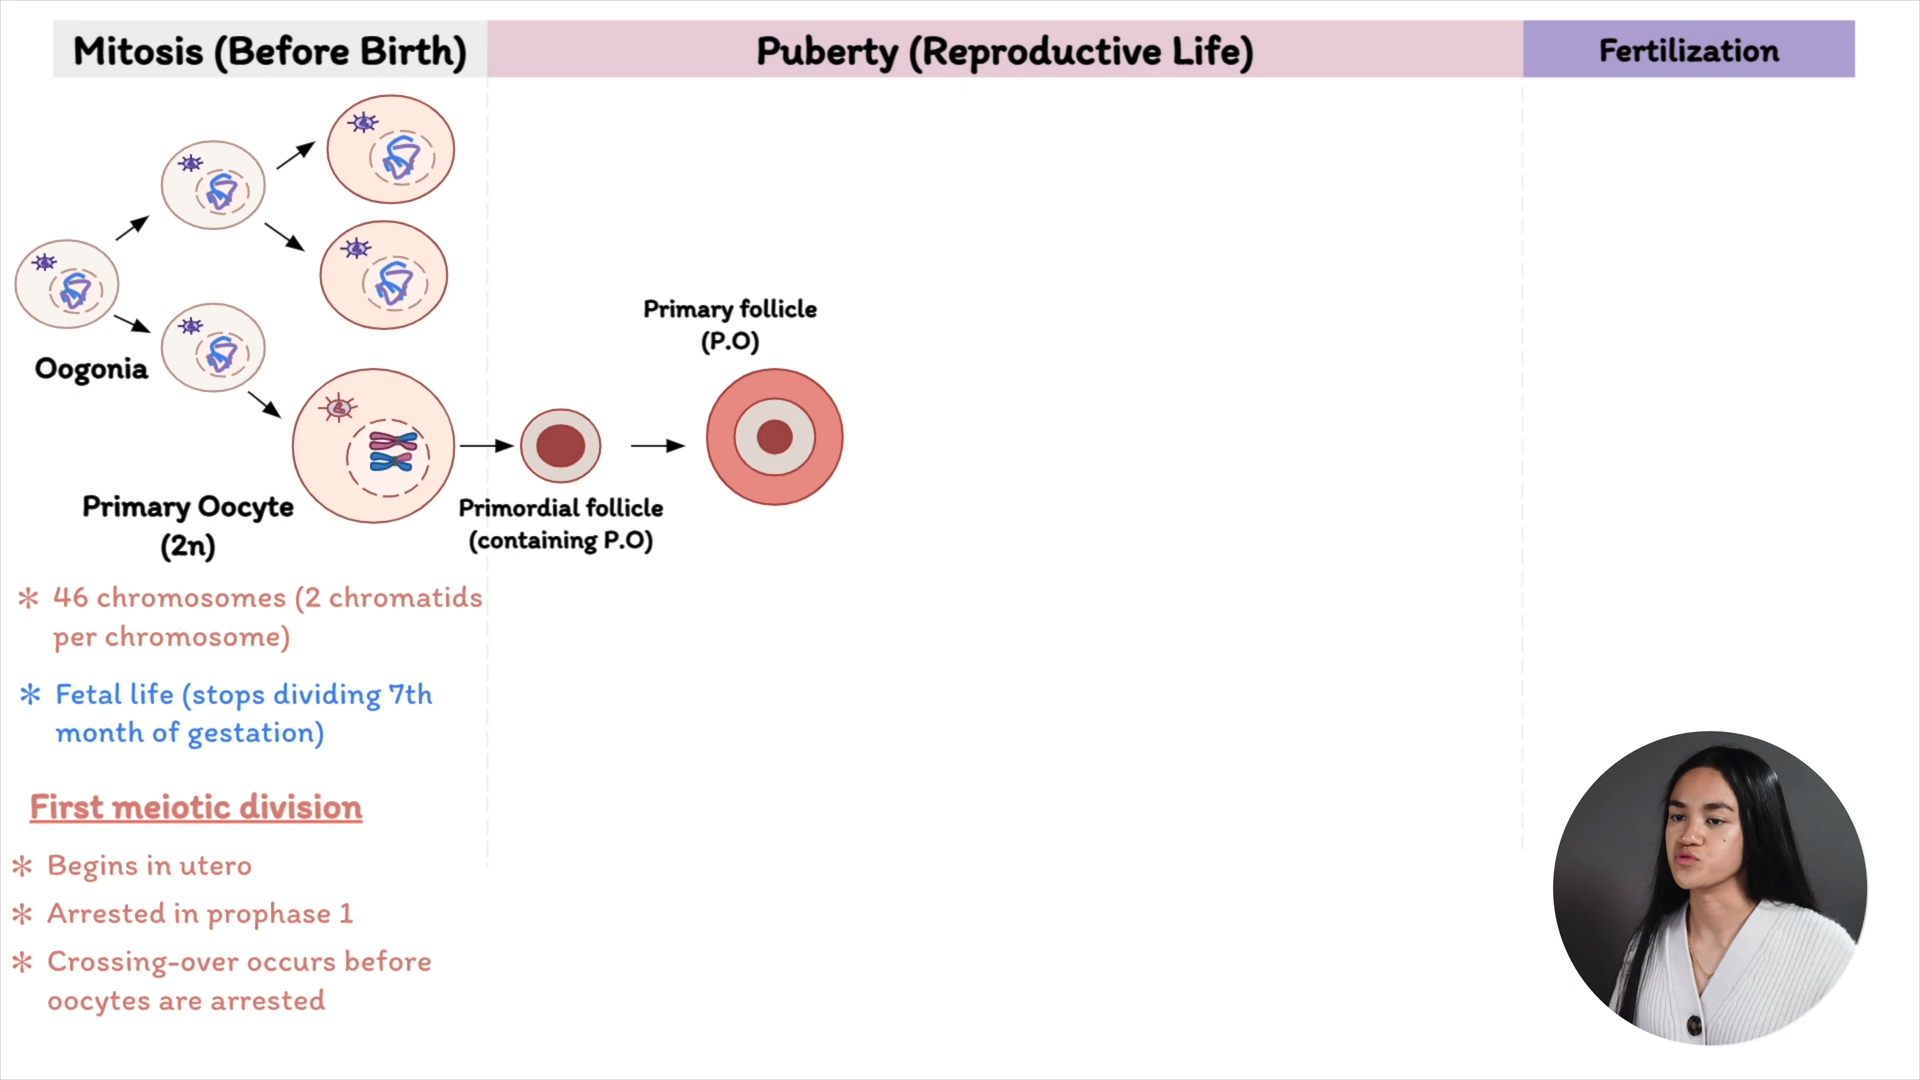 Mitosis (Before Birth)
Puberty (Reproductive Life)
Fertilization
Oogonia
Primary Oocyte
(2n)
Primordial follicle
(containing P.O)
Primary follicle
(P.O)
* 46 chromosomes (2 chromatids
per chromosome)
* Fetal life (stops dividing 7th
month of gestation)
First meiotic division
* Begins in utero
* Arrested in prophase 1
* Crossing-over occurs before
oocytes are arrested